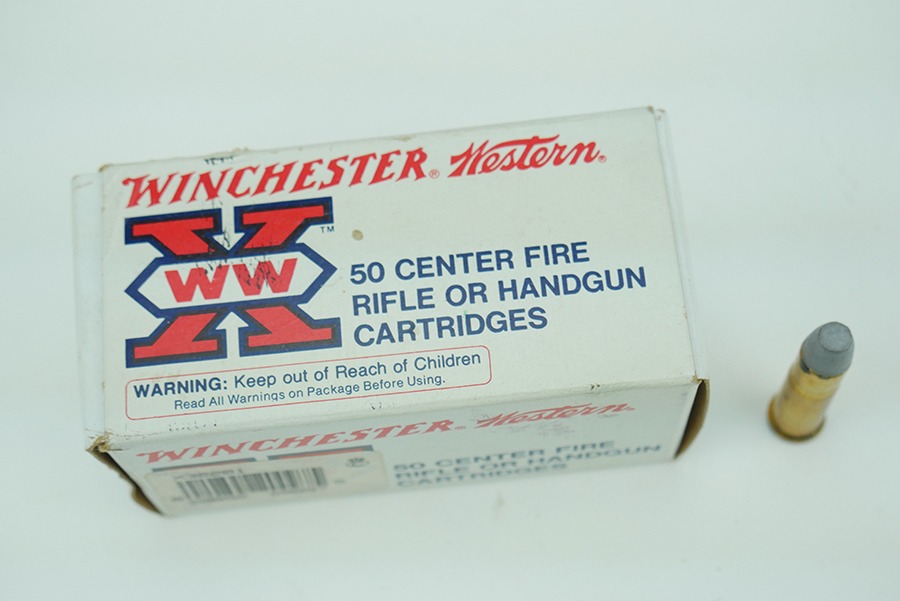 WINCHESTER® Western®
X™
WW
50 CENTER FIRE
RIFLE OR HANDGUN
CARTRIDGES
WARNING: Keep out of Reach of Children
Read All Warnings on Package Before Using.
WINCHESTER® Western®
50 CENTER FIRE
RIFLE OR HANDGUN
CARTRIDGES